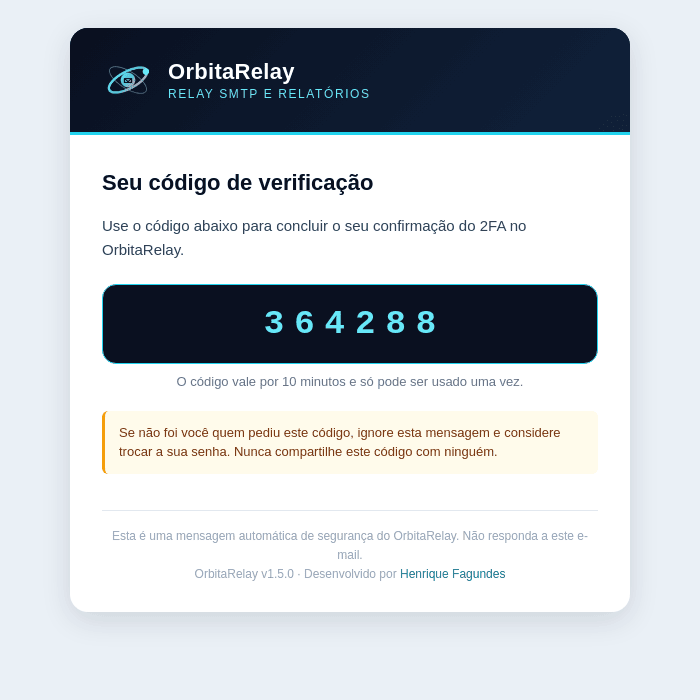 OrbitaRelay
RELAY SMTP E RELATÓRIOS
Seu código de verificação
Use o código abaixo para concluir o seu confirmação do 2FA no
OrbitaRelay.
364288
O código vale por 10 minutos e só pode ser usado uma vez.
Se não foi você quem pediu este código, ignore esta mensagem e considere
trocar a sua senha. Nunca compartilhe este código com ninguém.
Esta é uma mensagem automática de segurança do OrbitaRelay. Não responda a este e-
mail.
OrbitaRelay v1.5.0 · Desenvolvido por Henrique Fagundes